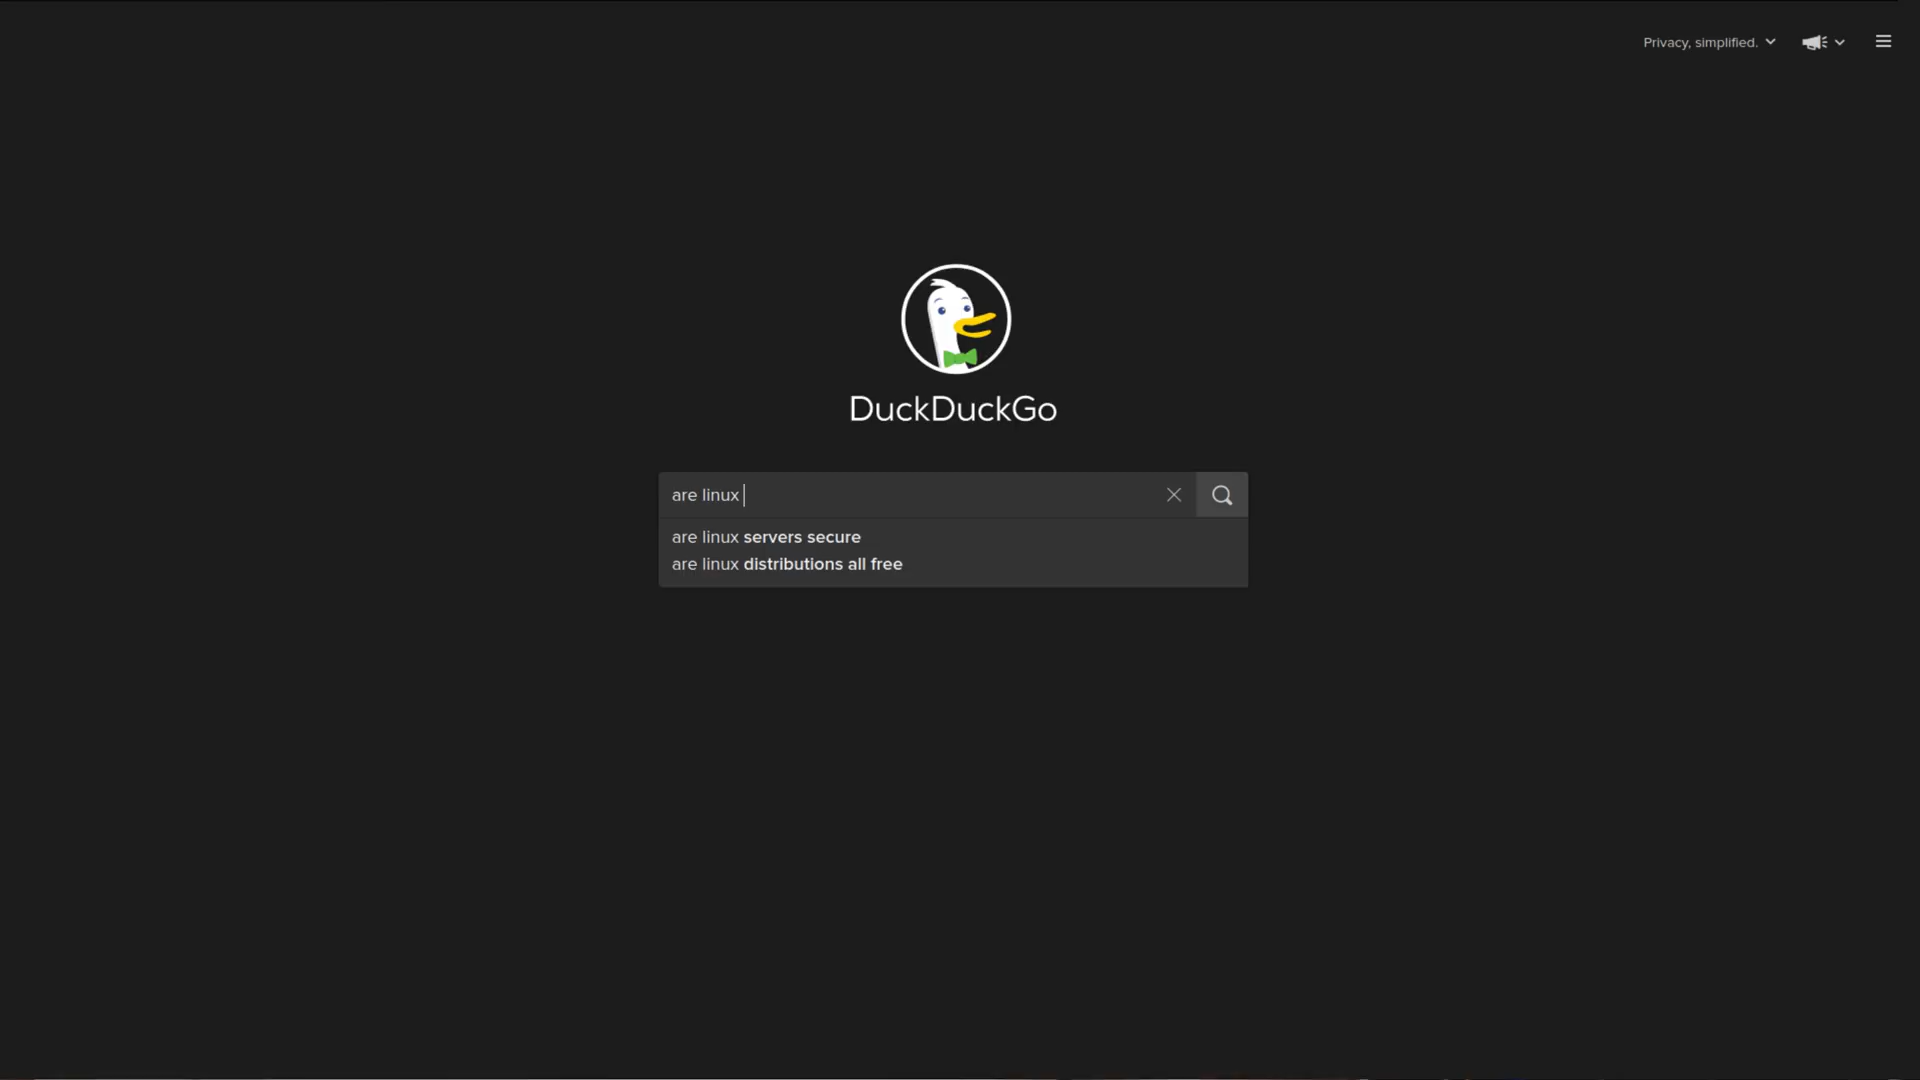 Privacy, simplified.
DuckDuckGo
are linux
are linux servers secure
are linux distributions all free